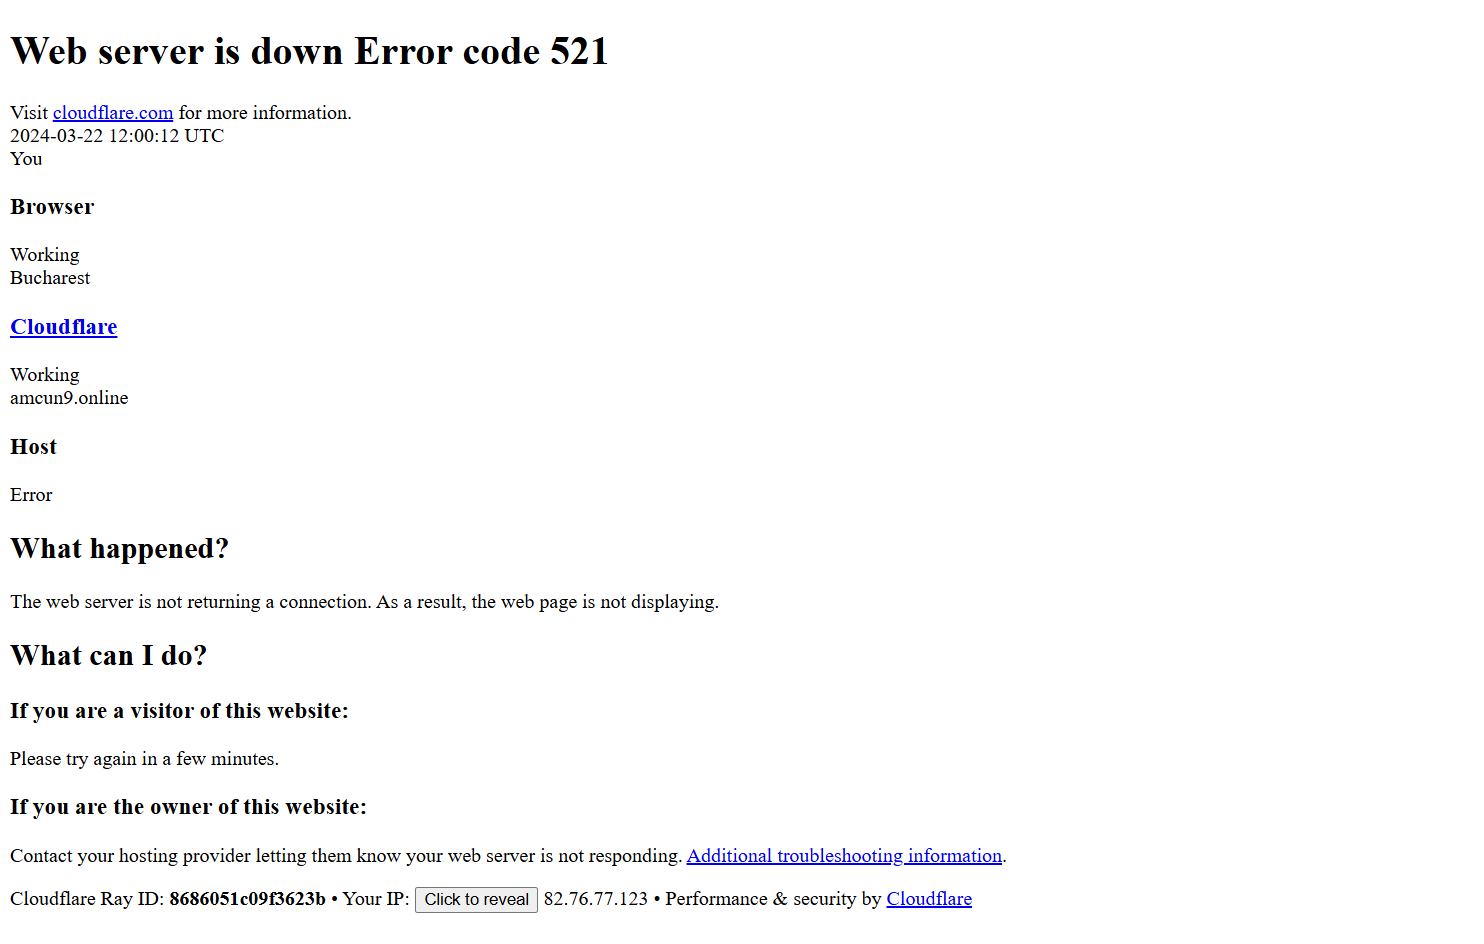 Web server is down Error code 521
Visit cloudflare.com for more information.
2024-03-22 12:00:12 UTC
You
Browser
Working
Bucharest
Cloudflare
Working
amcun9.online
Host
Error
What happened?
The web server is not returning a connection. As a result, the web page is not displaying.
What can I do?
If you are a visitor of this website:
Please try again in a few minutes.
If you are the owner of this website:
Contact your hosting provider letting them know your web server is not responding. Additional troubleshooting information.
Cloudflare Ray ID: 8686051c09f3623b • Your IP: Click to reveal 82.76.77.123 • Performance & security by Cloudflare